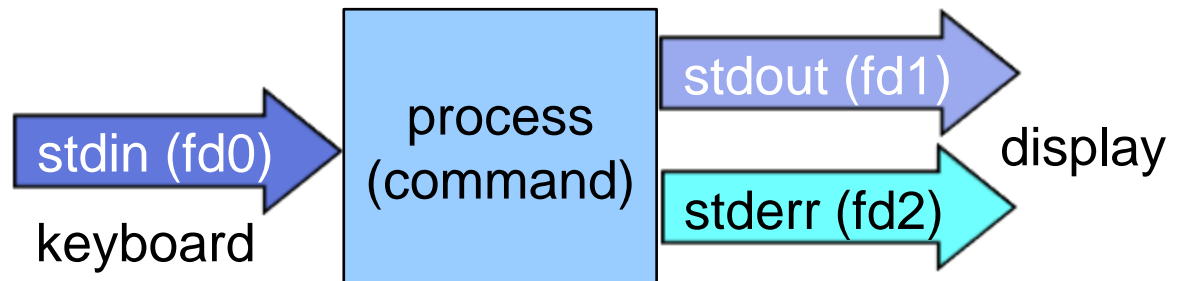 stdin (fd0)
keyboard
process
(command)
stdout (fd1)
stderr (fd2)
display